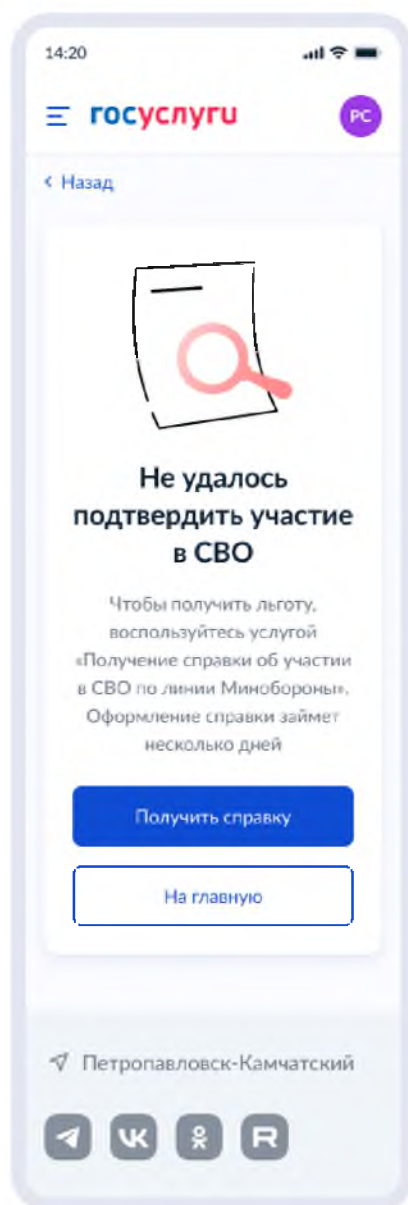 14:20
госуслуги
РС
Назад
Не удалось
подтвердить участие
в СВО
Чтобы получить льготу,
воспользуйтесь услугой
«Получение справки об участии
в СВО по линии Минобороны».
Оформление справки займет
несколько дней
Получить справку
На главную
Петропавловск-Камчатский